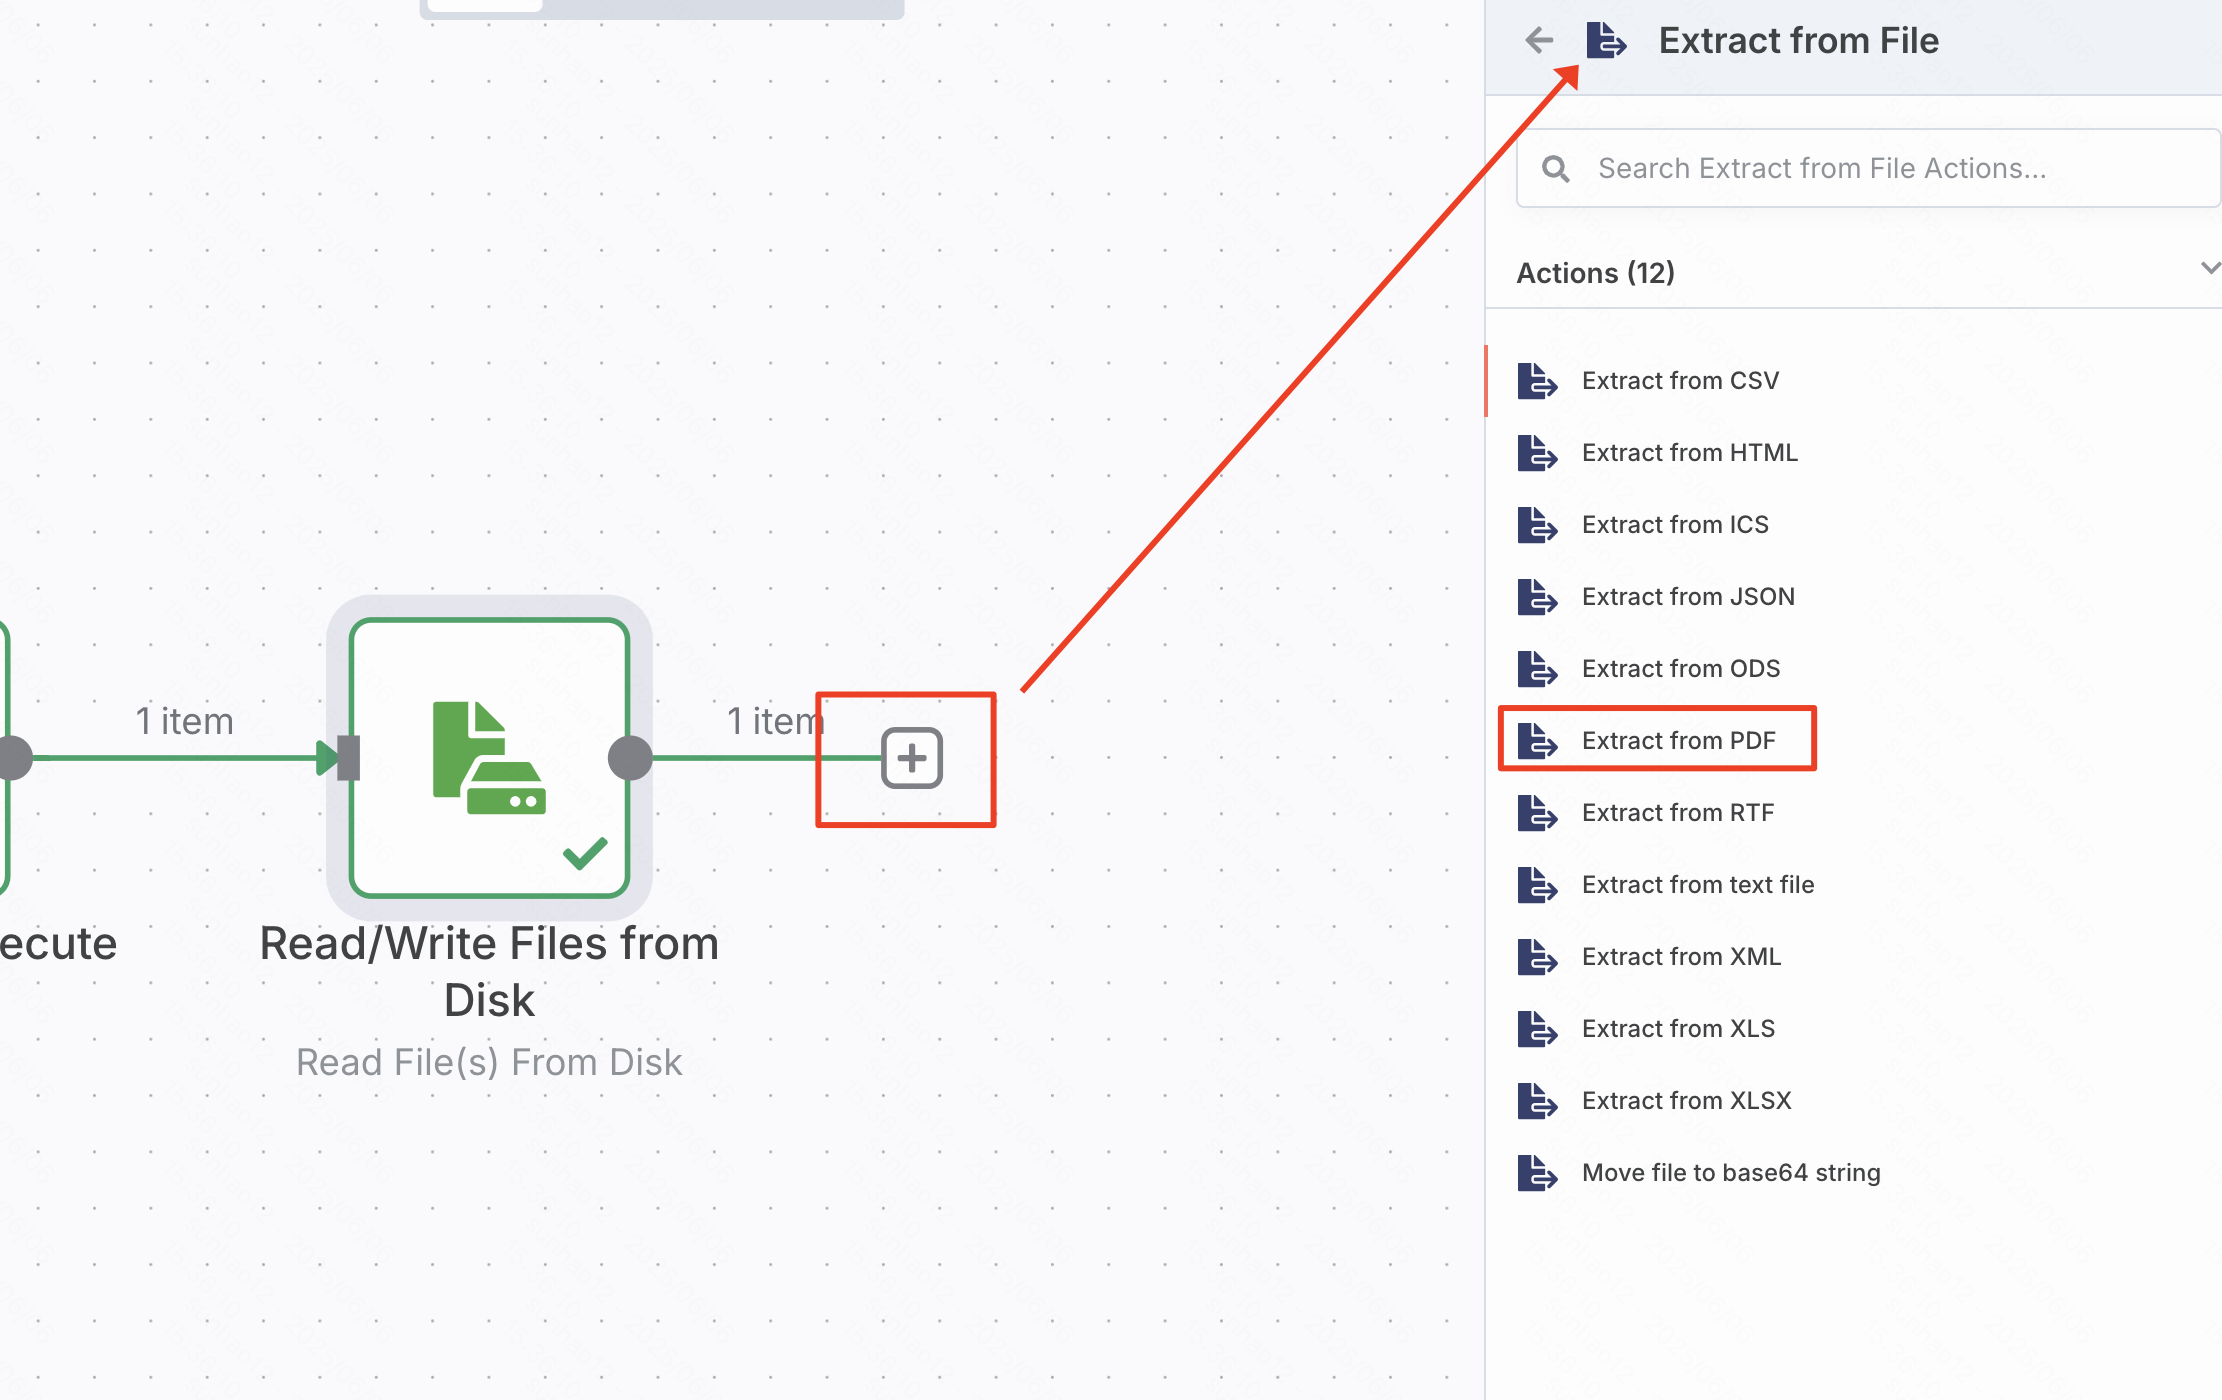 Extract from File
Search Extract from File Actions...
Actions (12)
Extract from CSV
Extract from HTML
Extract from ICS
Extract from JSON
Extract from ODS
Extract from PDF
Extract from RTF
Extract from text file
Extract from XML
Extract from XLS
Extract from XLSX
Move file to base64 string
1 item
1 item
ecute
Read/Write Files from
Disk
Read File(s) From Disk